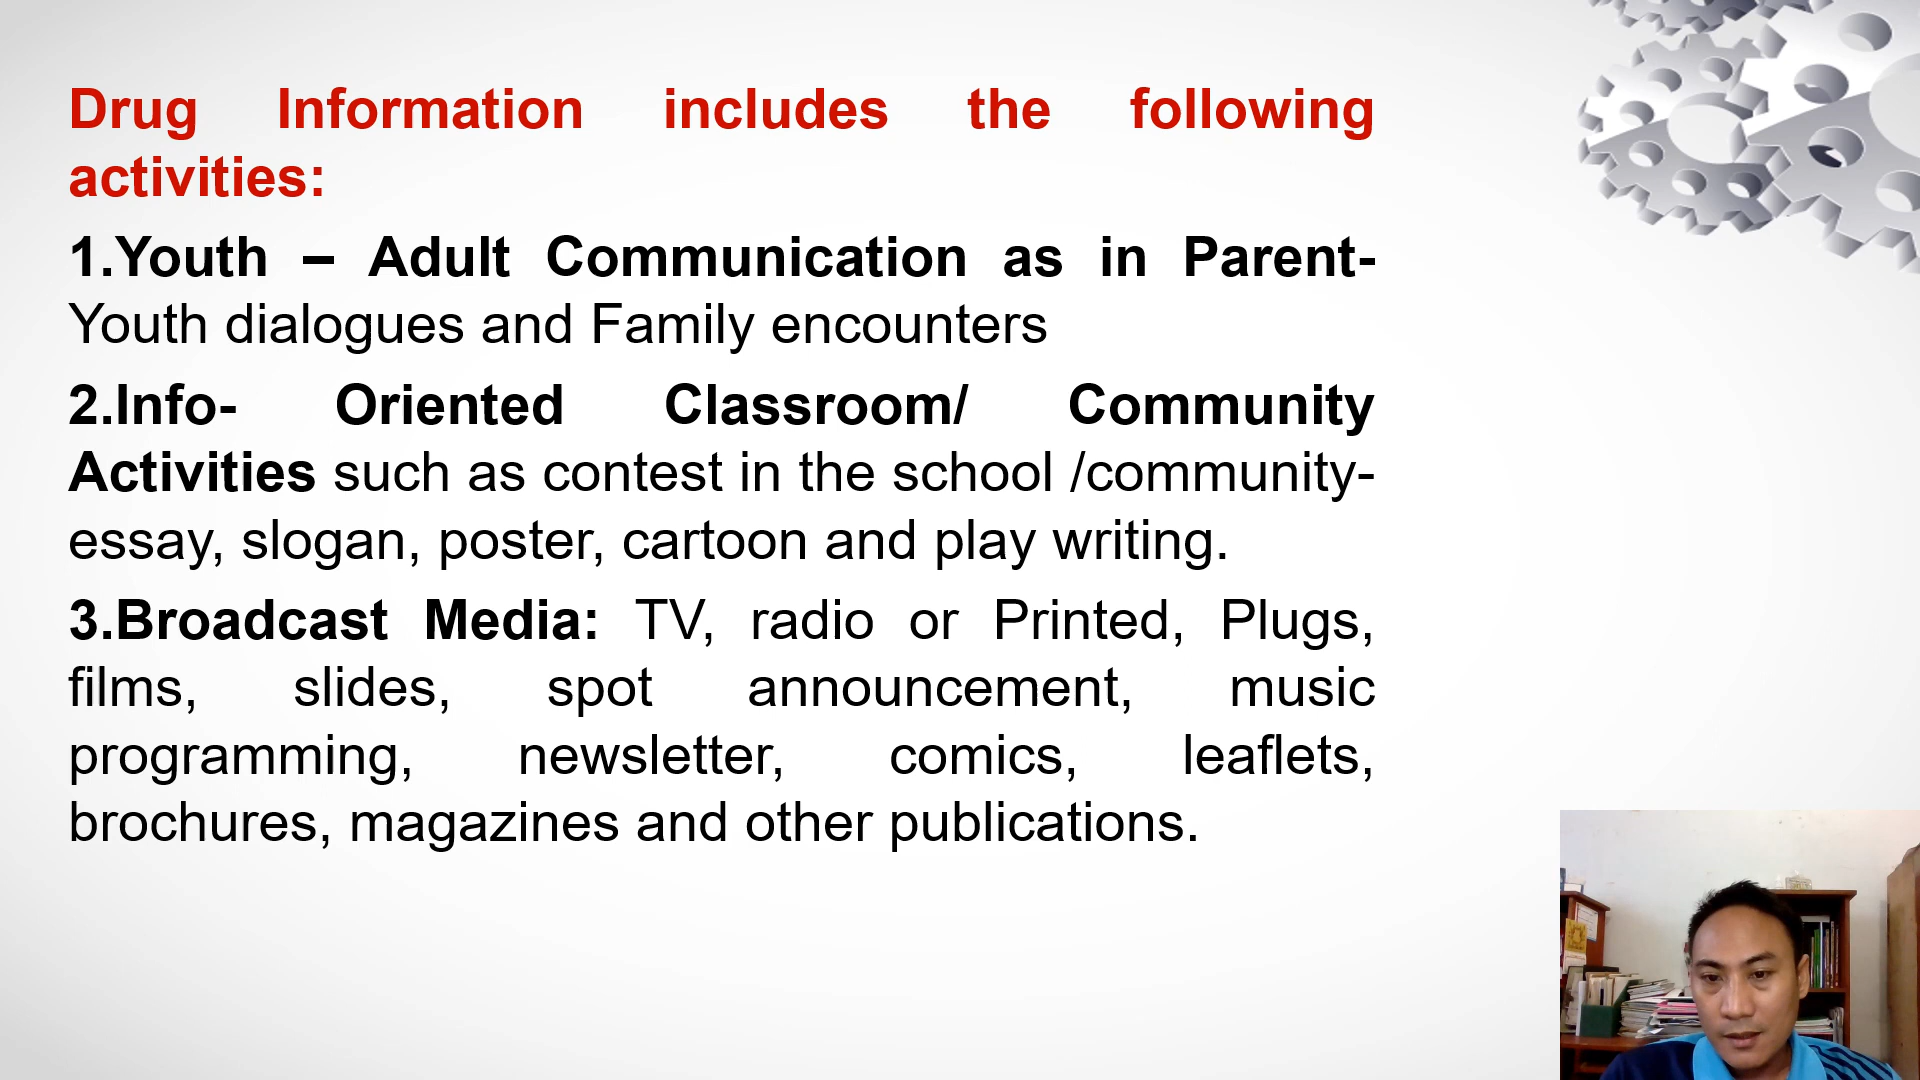 Drug Information includes the following
activities:
1.Youth – Adult Communication as in Parent-
Youth dialogues and Family encounters
2.Info- Oriented Classroom/ Community
Activities such as contest in the school /community-
essay, slogan, poster, cartoon and play writing.
3.Broadcast Media: TV, radio or Printed, Plugs,
films, slides, spot announcement, music
programming, newsletter, comics, leaflets,
brochures, magazines and other publications.